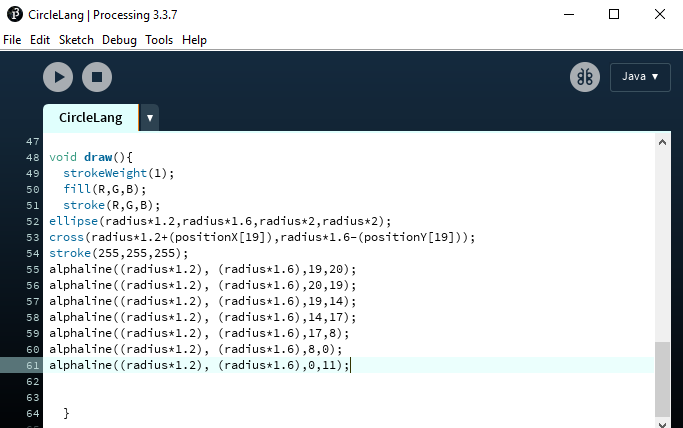 CircleLang | Processing 3.3.7
File Edit Sketch Debug Tools Help
Java ▼
CircleLang ▼
47
48 void draw(){
49 strokeWeight(1);
50 fill(R,G,B);
51 stroke(R,G,B);
52 ellipse(radius*1.2,radius*1.6,radius*2,radius*2);
53 cross(radius*1.2+(positionX[19]),radius*1.6-(positionY[19]));
54 stroke(255,255,255);
55 alphaline((radius*1.2), (radius*1.6),19,20);
56 alphaline((radius*1.2), (radius*1.6),20,19);
57 alphaline((radius*1.2), (radius*1.6),19,14);
58 alphaline((radius*1.2), (radius*1.6),14,17);
59 alphaline((radius*1.2), (radius*1.6),17,8);
60 alphaline((radius*1.2), (radius*1.6),8,0);
61 alphaline((radius*1.2), (radius*1.6),0,11);
62
63
64 }